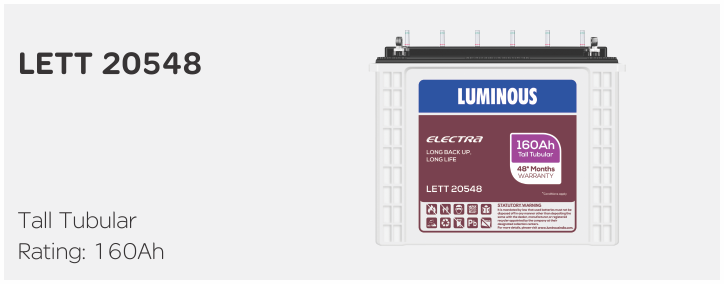 LETT 20548
Tall Tubular
Rating: 160Ah
LUMINOUS
ELECTRA
LONG BACK UP,
LONG LIFE
160Ah
Tall Tubular
48* Months
WARRANTY
LETT 20548
STATUTORY WARNING